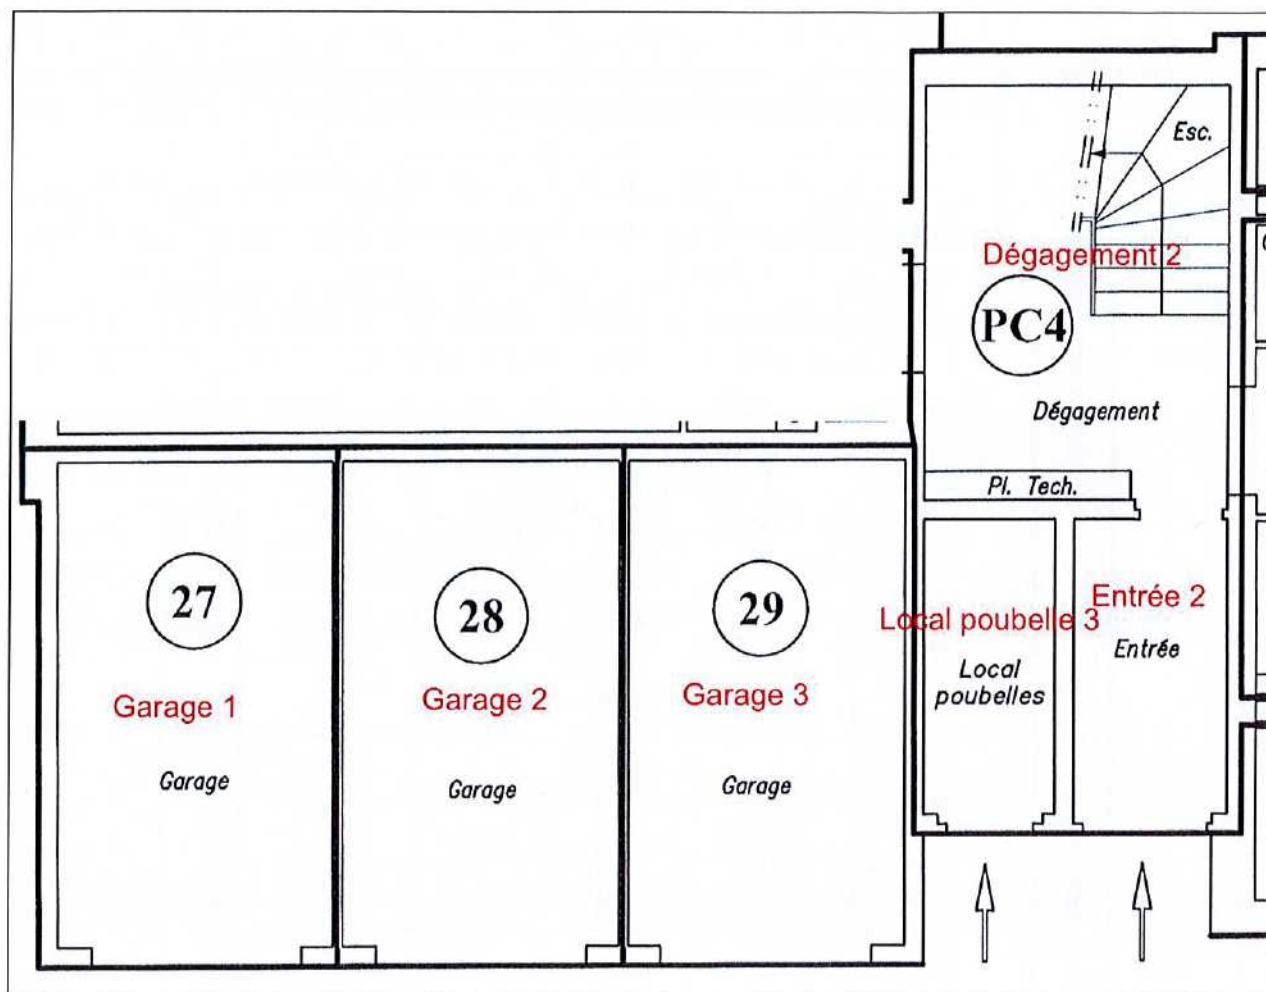 Esc.
Dégagement 2
PC4
Dégagement
Pl. Tech.
27
28
29
Garage 1
Garage 2
Garage 3
Garage
Garage
Garage
Local poubelle 3
Local
poubelles
Entrée 2
Entrée